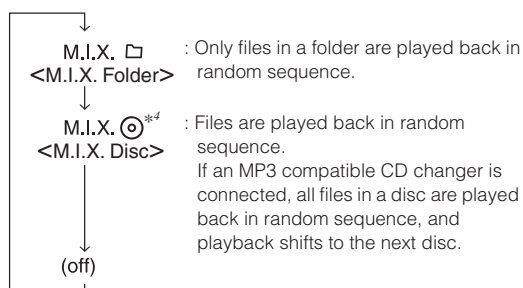 M.I.X.
<M.I.X. Folder>
: Only files in a folder are played back in
random sequence.
M.I.X. *4
<M.I.X. Disc>
: Files are played back in random
sequence.
If an MP3 compatible CD changer is
connected, all files in a disc are played
back in random sequence, and
playback shifts to the next disc.
(off)